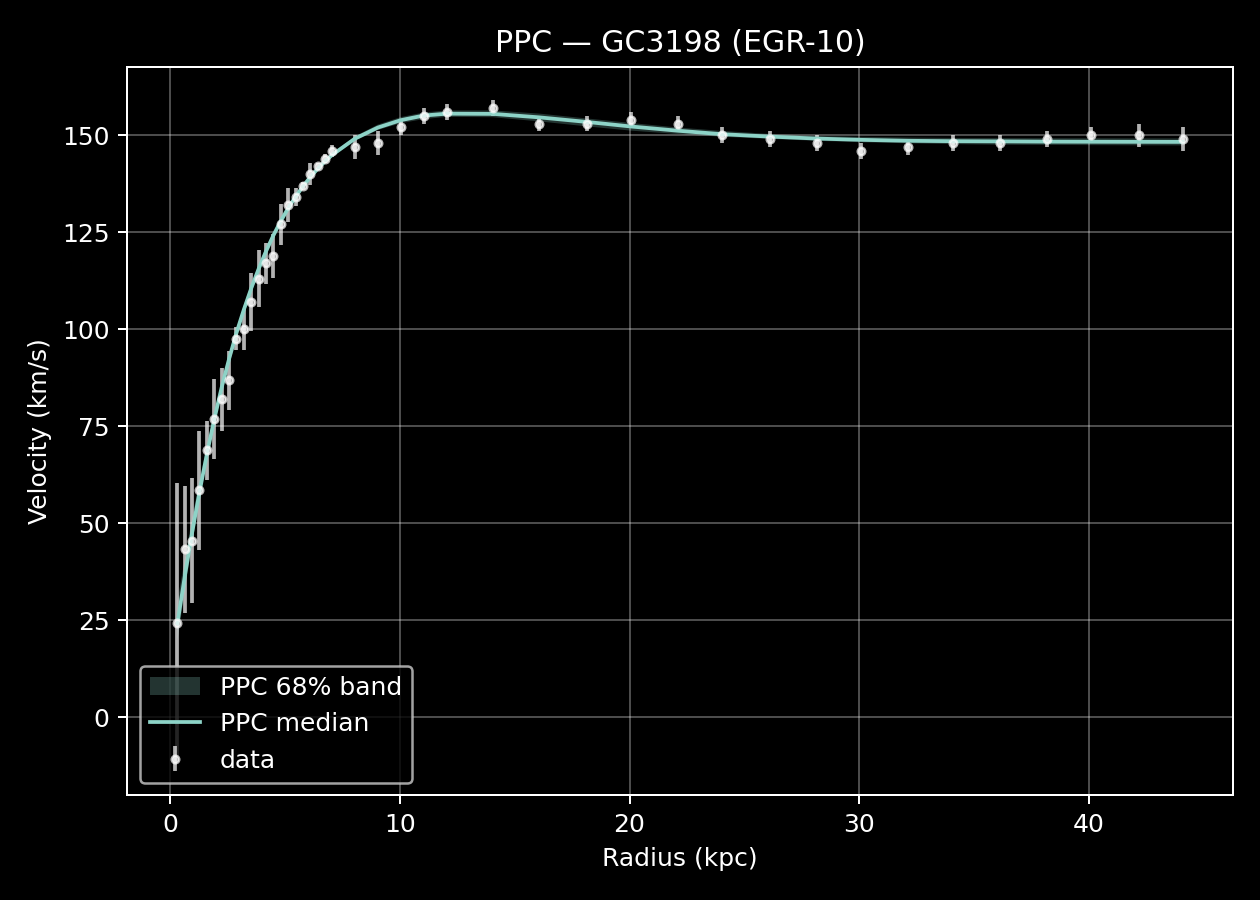 PPC — GC3198 (EGR-10)
Velocity (km/s)
150
125
100
75
50
25
0
PPC 68% band
PPC median
data
0 10 20 30 40
Radius (kpc)